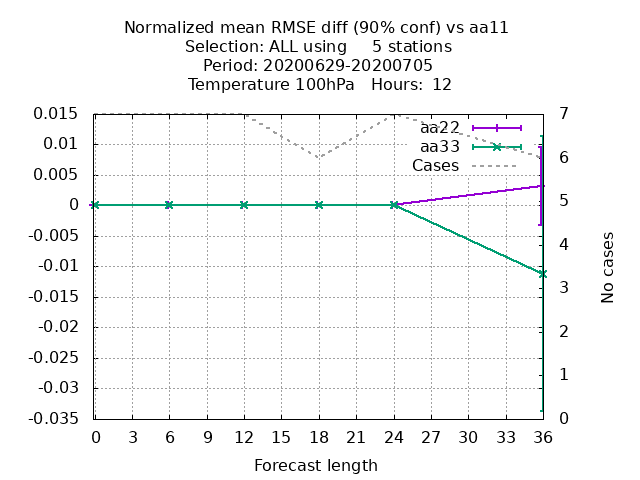 Normalized mean RMSE diff (90% conf) vs aa11
Selection: ALL using     5 stations
Period: 20200629-20200705
Temperature 100hPa   Hours:  12
0.015
0.01
0.005
0
-0.005
-0.01
-0.015
-0.02
-0.025
-0.03
-0.035
aa22
aa33
Cases
7
6
5
4
3
2
1
0
No cases
0 3 6 9 12 15 18 21 24 27 30 33 36
Forecast length